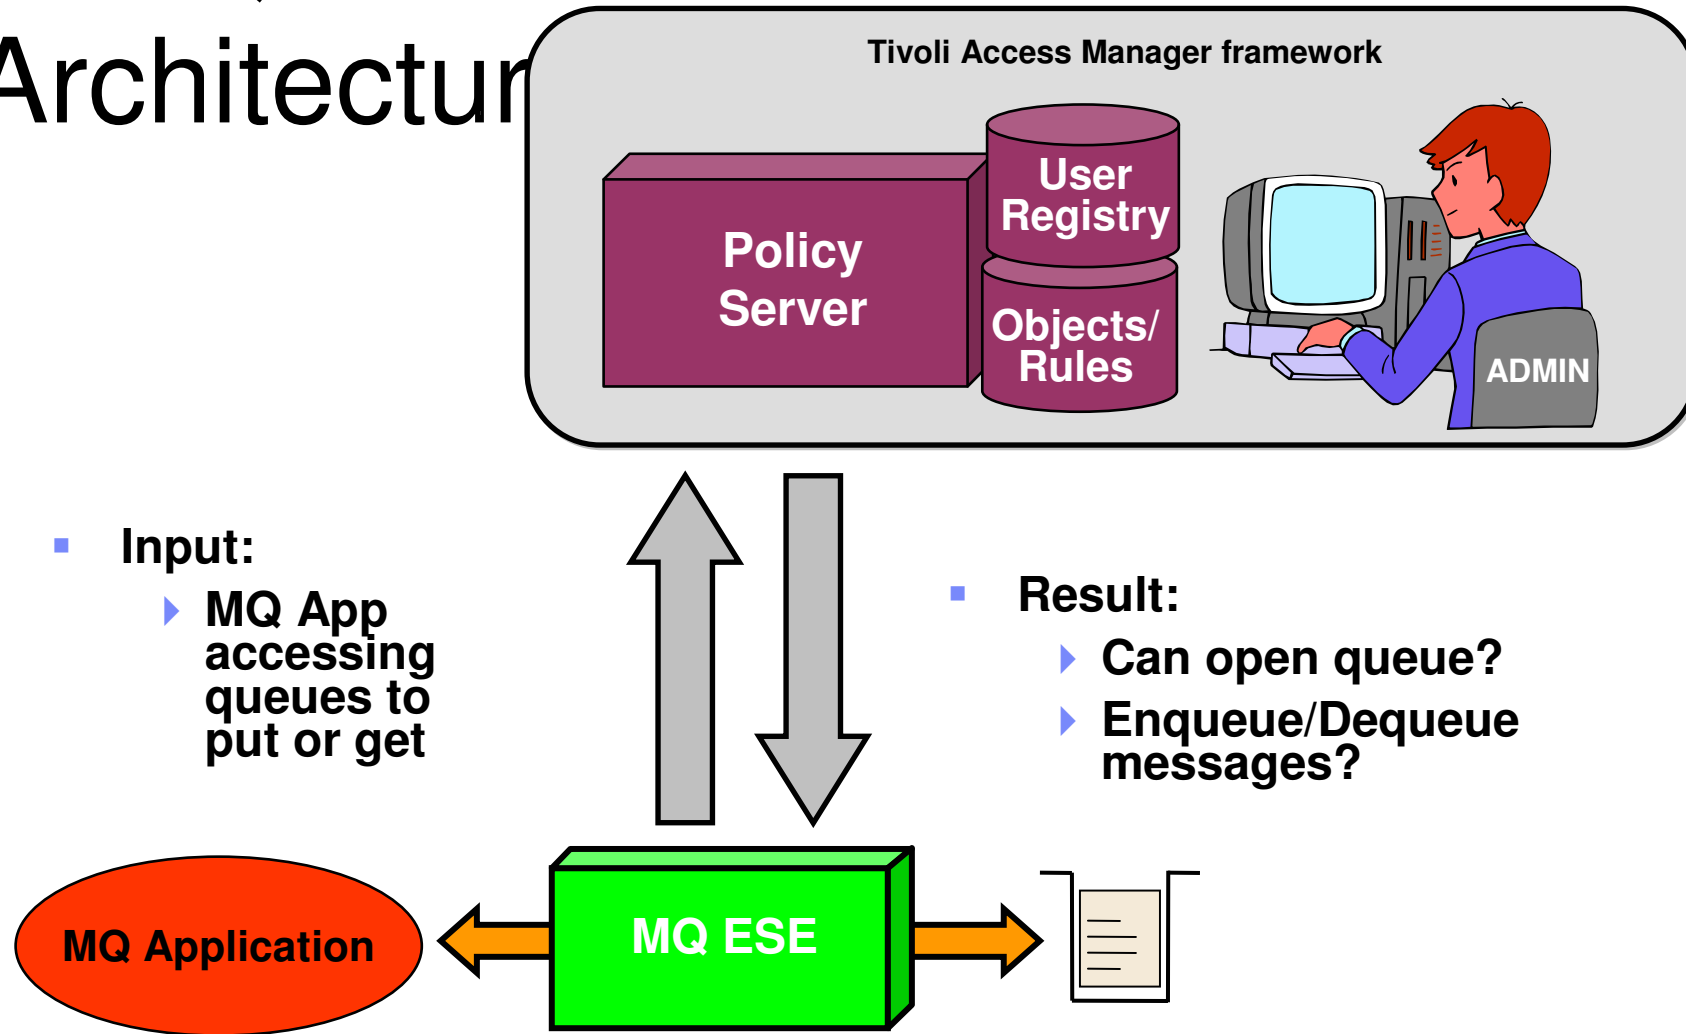 Architectur
Tivoli Access Manager framework
User
Registry
Policy
Server
Objects/
Rules
ADMIN
Input:
MQ App
accessing
queues to
put or get
Result:
Can open queue?
Enqueue/Dequeue
messages?
MQ Application
MQ ESE